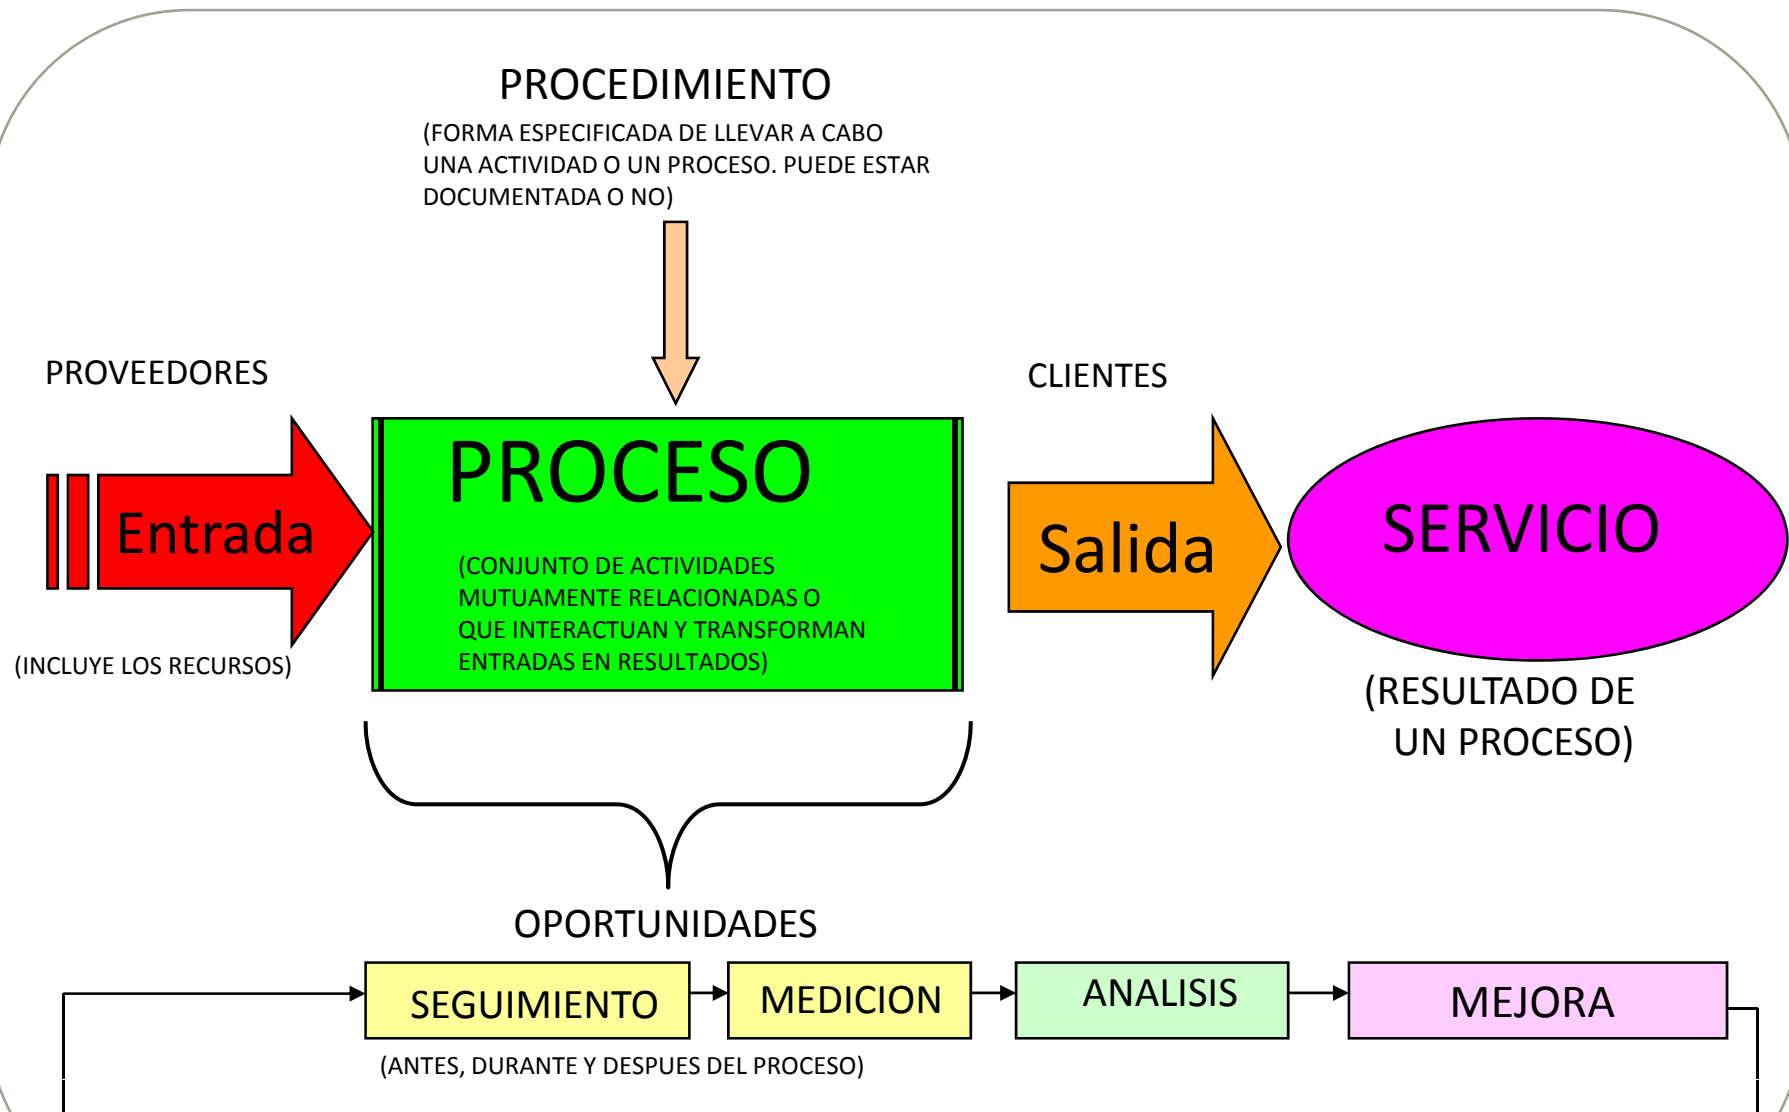 PROCEDIMIENTO
(FORMA ESPECIFICADA DE LLEVAR A CABO
UNA ACTIVIDAD O UN PROCESO. PUEDE ESTAR
DOCUMENTADA O NO)
PROVEEDORES
CLIENTES
Entrada
(INCLUYE LOS RECURSOS)
PROCESO
(CONJUNTO DE ACTIVIDADES
MUTUAMENTE RELACIONADAS O
QUE INTERACTUAN Y TRANSFORMAN
ENTRADAS EN RESULTADOS)
Salida
SERVICIO
(RESULTADO DE
UN PROCESO)
OPORTUNIDADES
SEGUIMIENTO
MEDICION
ANALISIS
MEJORA
(ANTES, DURANTE Y DESPUES DEL PROCESO)